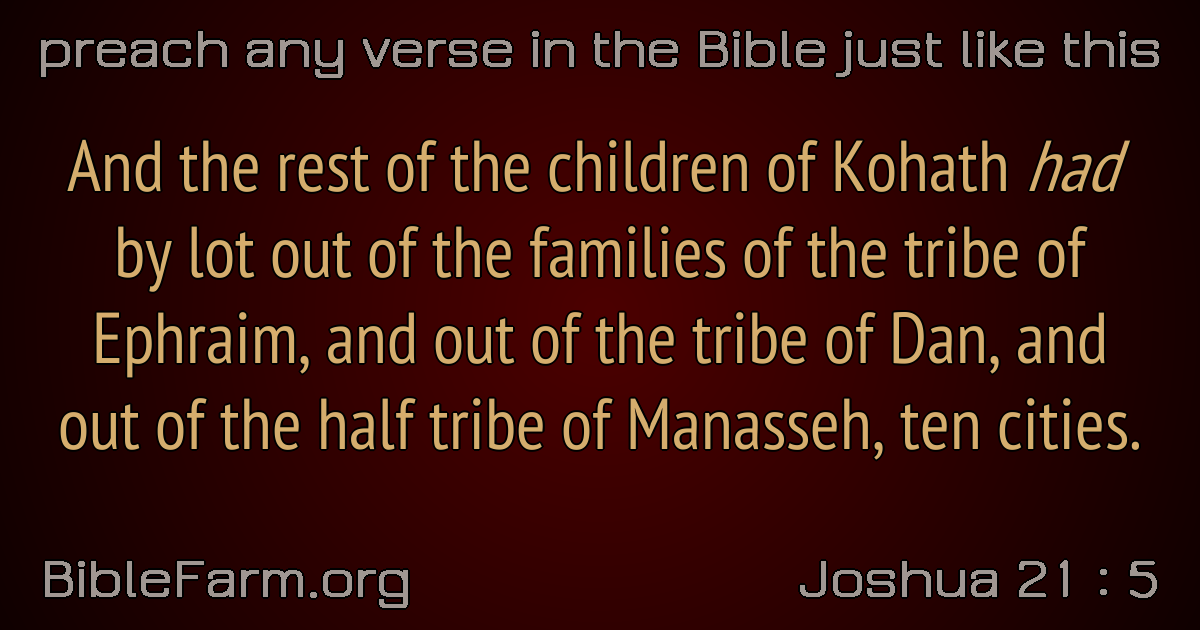 preach any verse in the Bible just like this
And the rest of the children of Kohath had
by lot out of the families of the tribe of
Ephraim, and out of the tribe of Dan, and
out of the half tribe of Manasseh, ten cities.
BibleFarm.org
Joshua 21 : 5